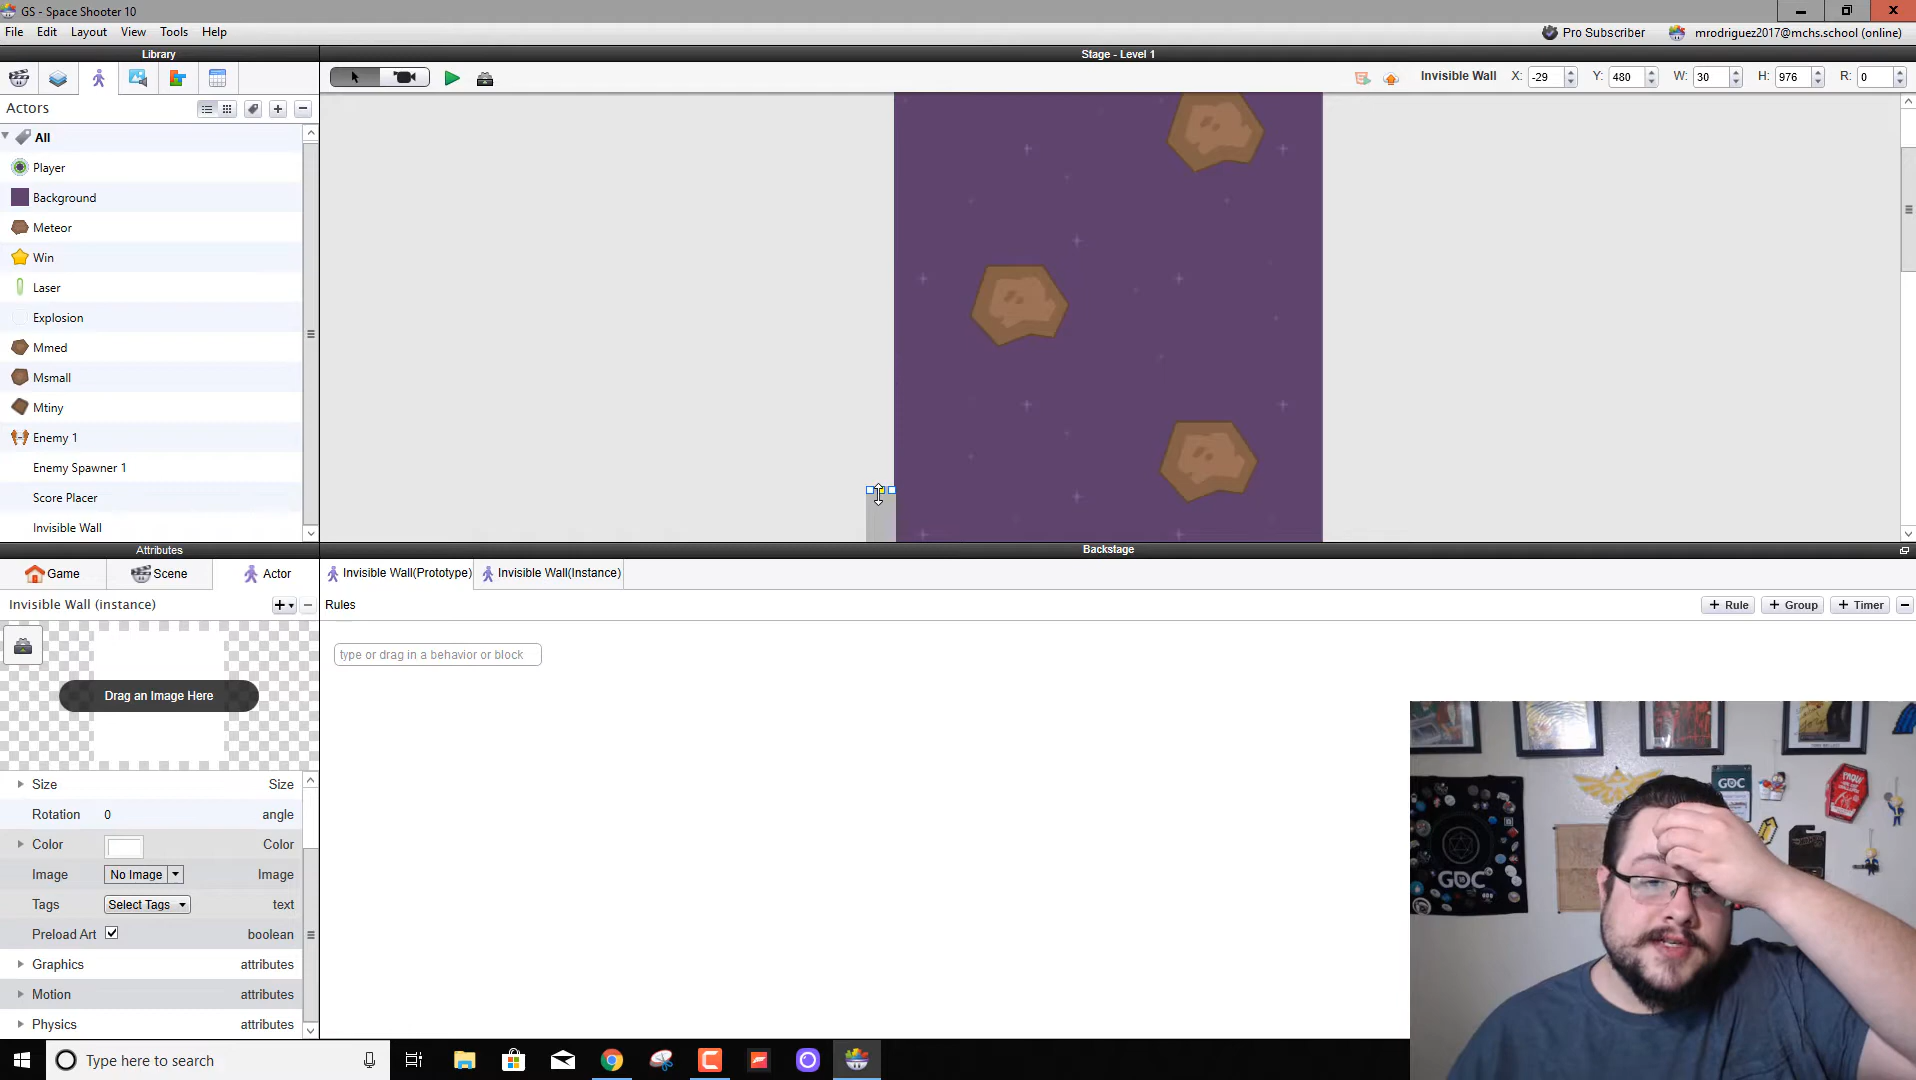 GS - Space Shooter 10
File Edit Layout View Tools Help
Pro Subscriber mrodriguez2017@mchs.school (online)
Library
Stage - Level 1
Invisible Wall X: -29 Y: 480 W: 30 H: 976 R: 0
Actors
All
Player
Background
Meteor
Win
Laser
Explosion
Mmed
Msmall
Mtiny
Enemy 1
Enemy Spawner 1
Score Placer
Invisible Wall
Attributes
Backstage
Game Scene Actor
Invisible Wall(Prototype) Invisible Wall(Instance)
Invisible Wall (instance)
Rules
+ Rule + Group + Timer
type or drag in a behavior or block
Drag an Image Here
Size Size
Rotation 0 angle
Color Color
Image No Image Image
Tags Select Tags text
Preload Art boolean
Graphics attributes
Motion attributes
Physics attributes
GDC
GDC
Type here to search